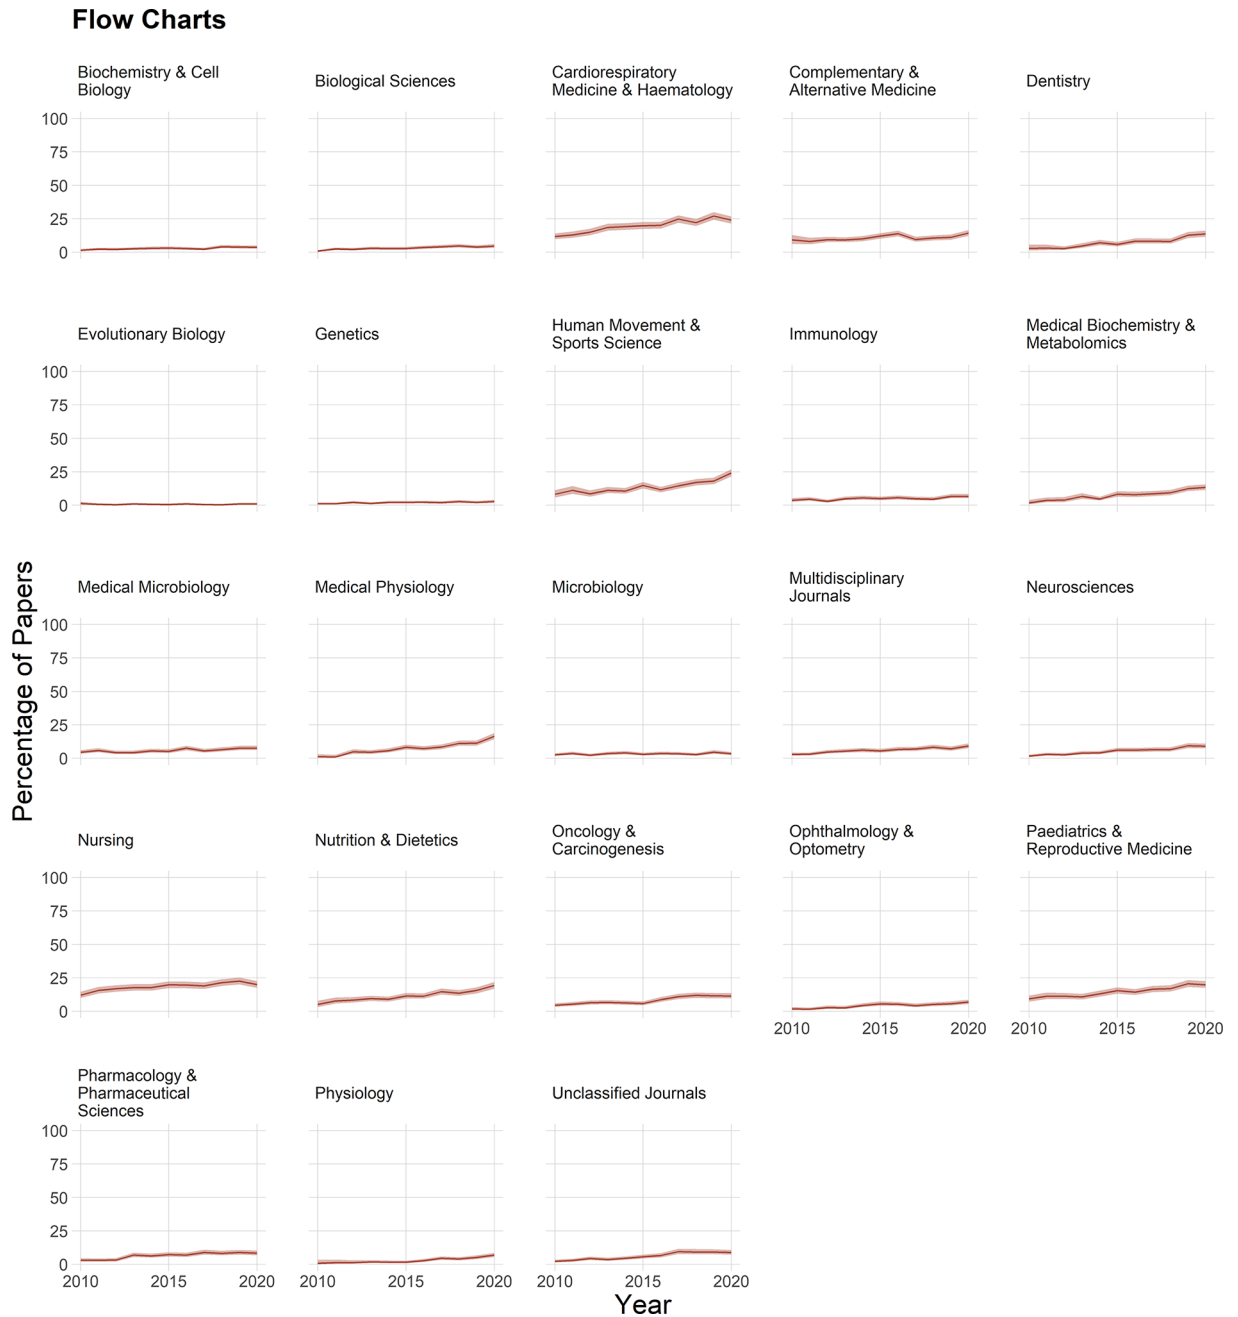 Flow Charts
Biochemistry & Cell
Biology
Biological Sciences
Cardiorespiratory
Medicine & Haematology
Complementary &
Alternative Medicine
Dentistry
100
75
50
25
0
Evolutionary Biology
Genetics
Human Movement &
Sports Science
Immunology
Medical Biochemistry &
Metabolomics
100
75
50
25
0
Percentage of Papers
Medical Microbiology
Medical Physiology
Microbiology
Multidisciplinary
Journals
Neurosciences
100
75
50
25
0
Nursing
Nutrition & Dietetics
Oncology &
Carcinogenesis
Ophthalmology &
Optometry
Paediatrics &
Reproductive Medicine
100
75
50
25
0
2010 2015 2020
2010 2015 2020
Pharmacology &
Pharmaceutical
Sciences
Physiology
Unclassified Journals
100
75
50
25
0
2010 2015 2020
2010 2015 2020
2010 2015 2020
Year